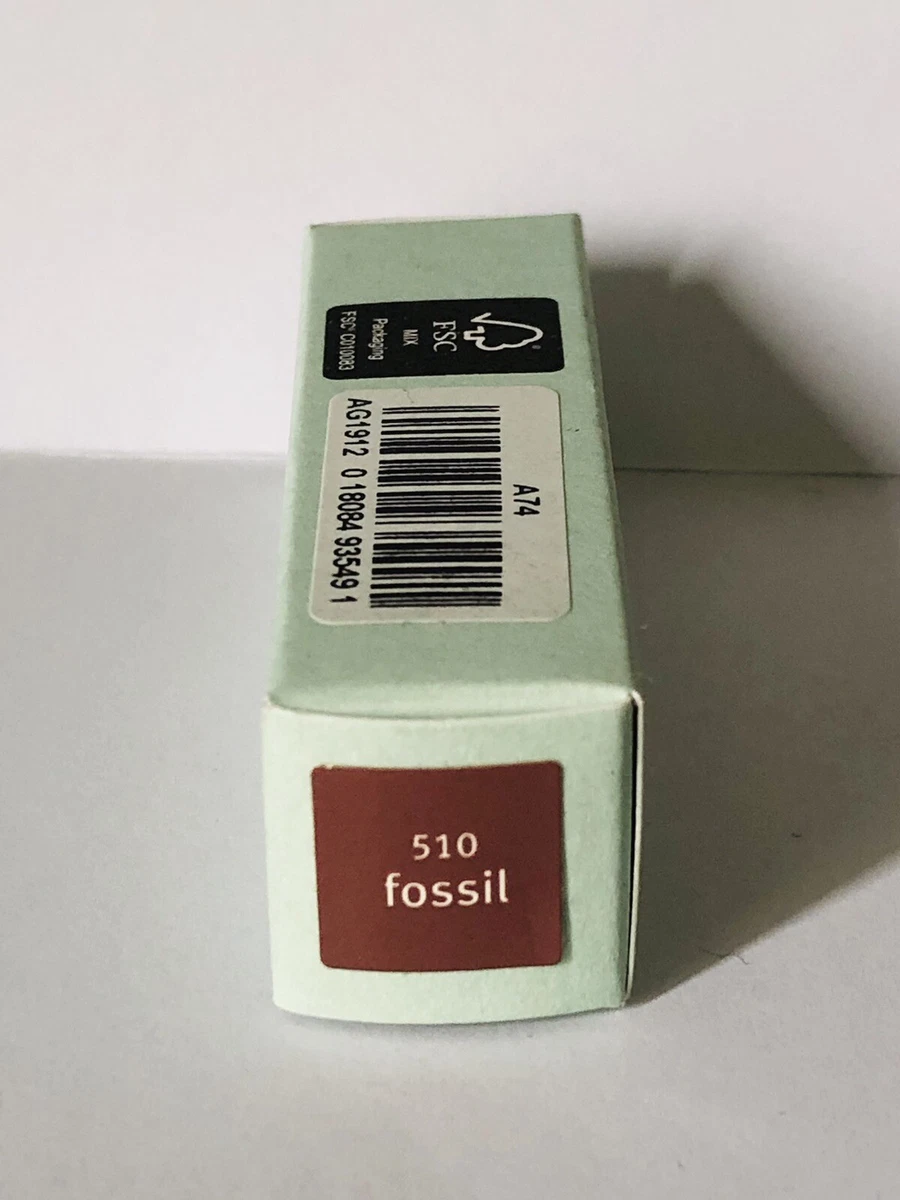 FSC®
MIX
Packaging
FSC® C010083
A74
AG1912 0 18084 93549 1
510
fossil